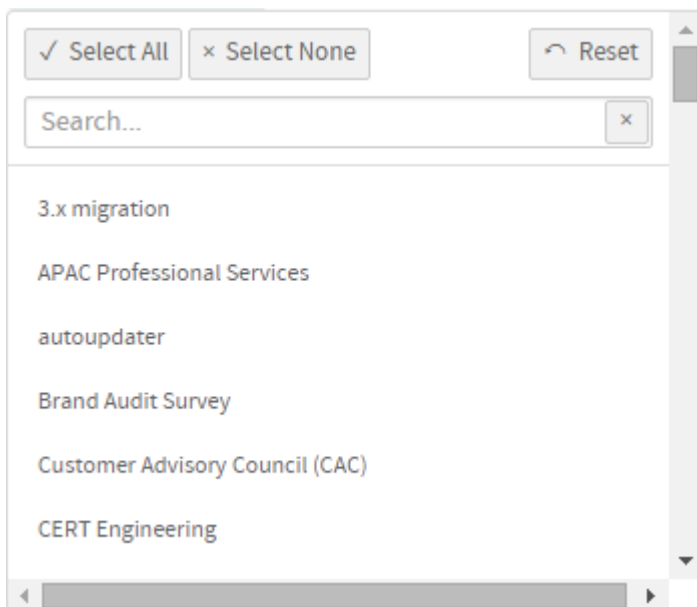 ✓ Select All × Select None Reset
Search... ×
3.x migration
APAC Professional Services
autoupdater
Brand Audit Survey
Customer Advisory Council (CAC)
CERT Engineering